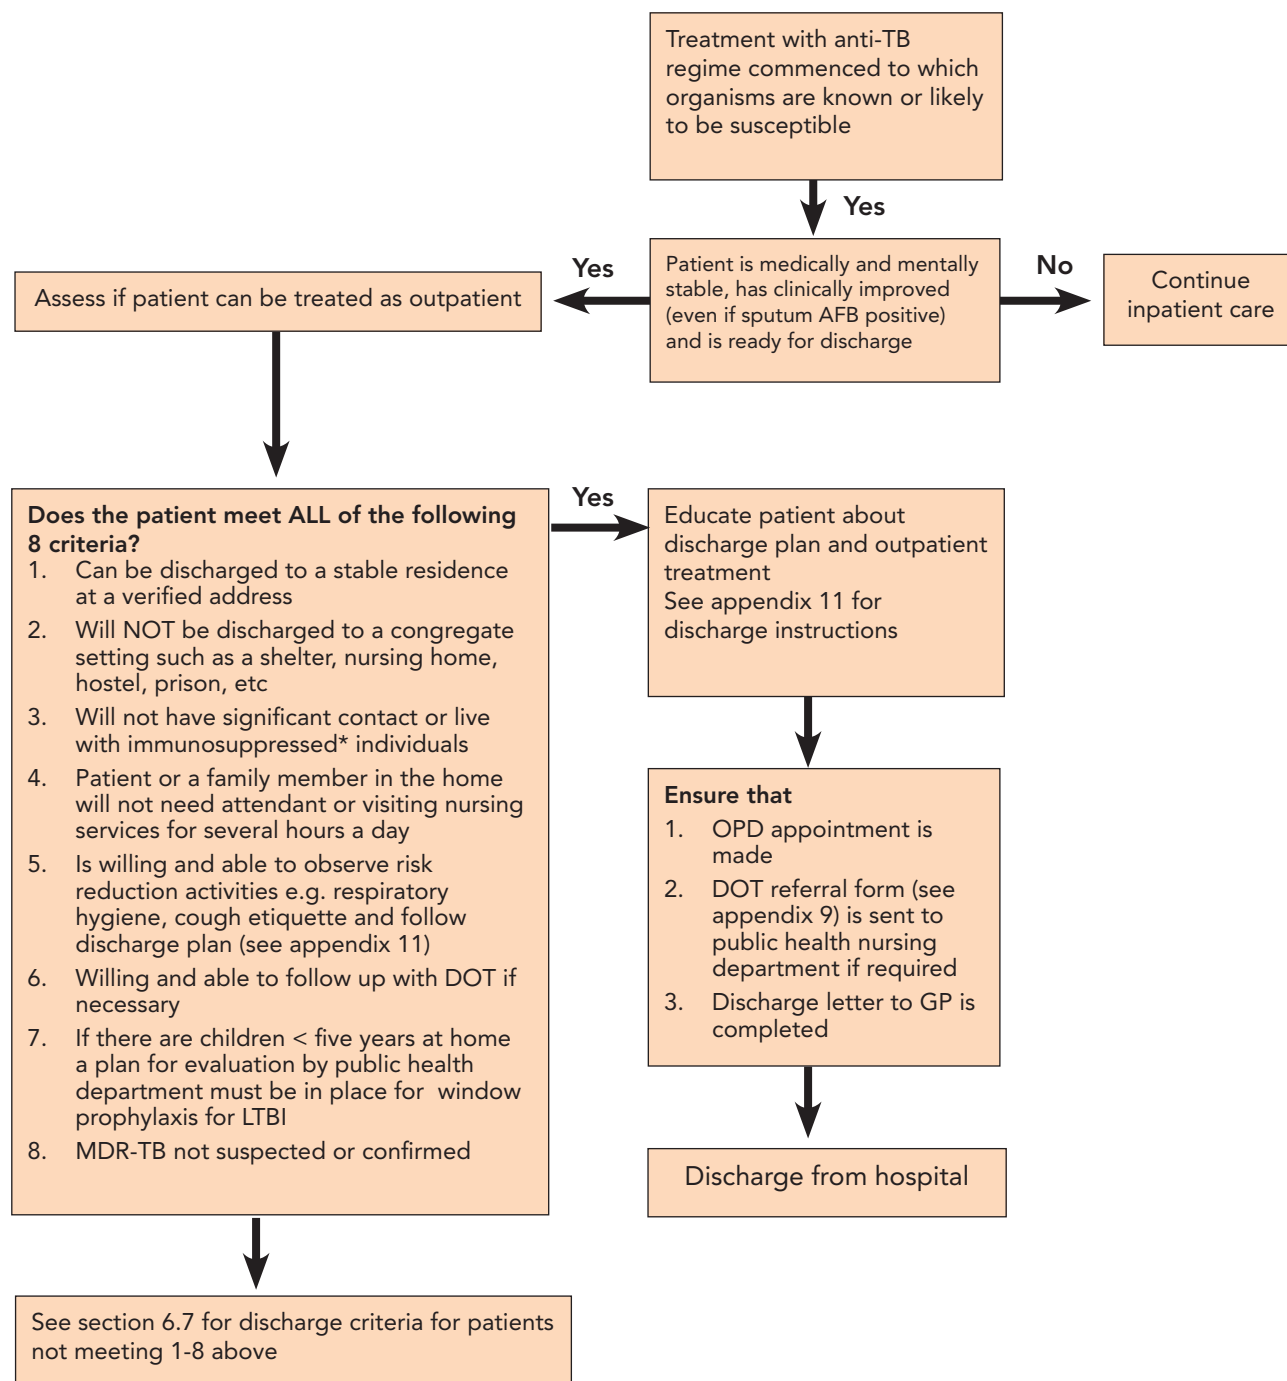 Treatment with anti-TB
regime commenced to which
organisms are known or likely
to be susceptible
Yes
Patient is medically and mentally
stable, has clinically improved
(even if sputum AFB positive)
and is ready for discharge
No
Continue
inpatient care
Yes
Assess if patient can be treated as outpatient
Does the patient meet ALL of the following
8 criteria?
1. Can be discharged to a stable residence
at a verified address
2. Will NOT be discharged to a congregate
setting such as a shelter, nursing home,
hostel, prison, etc
3. Will not have significant contact or live
with immunosuppressed* individuals
4. Patient or a family member in the home
will not need attendant or visiting nursing
services for several hours a day
5. Is willing and able to observe risk
reduction activities e.g. respiratory
hygiene, cough etiquette and follow
discharge plan (see appendix 11)
6. Willing and able to follow up with DOT if
necessary
7. If there are children < five years at home
a plan for evaluation by public health
department must be in place for window
prophylaxis for LTBI
8. MDR-TB not suspected or confirmed
Yes
Educate patient about
discharge plan and outpatient
treatment
See appendix 11 for
discharge instructions
Ensure that
1. OPD appointment is
made
2. DOT referral form (see
appendix 9) is sent to
public health nursing
department if required
3. Discharge letter to GP is
completed
Discharge from hospital
See section 6.7 for discharge criteria for patients
not meeting 1-8 above